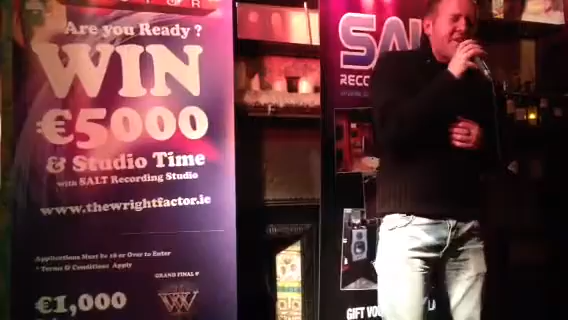 Are you Ready ?
WIN
€5000
& Studio Time
with SALT Recording Studio
www.thewrightfactor.ie
Applications Must be 18 or Over to Enter
* Terms & Conditions Apply
GRAND FINAL @
€1,000
W
SAL
RECO
GIFT VOU